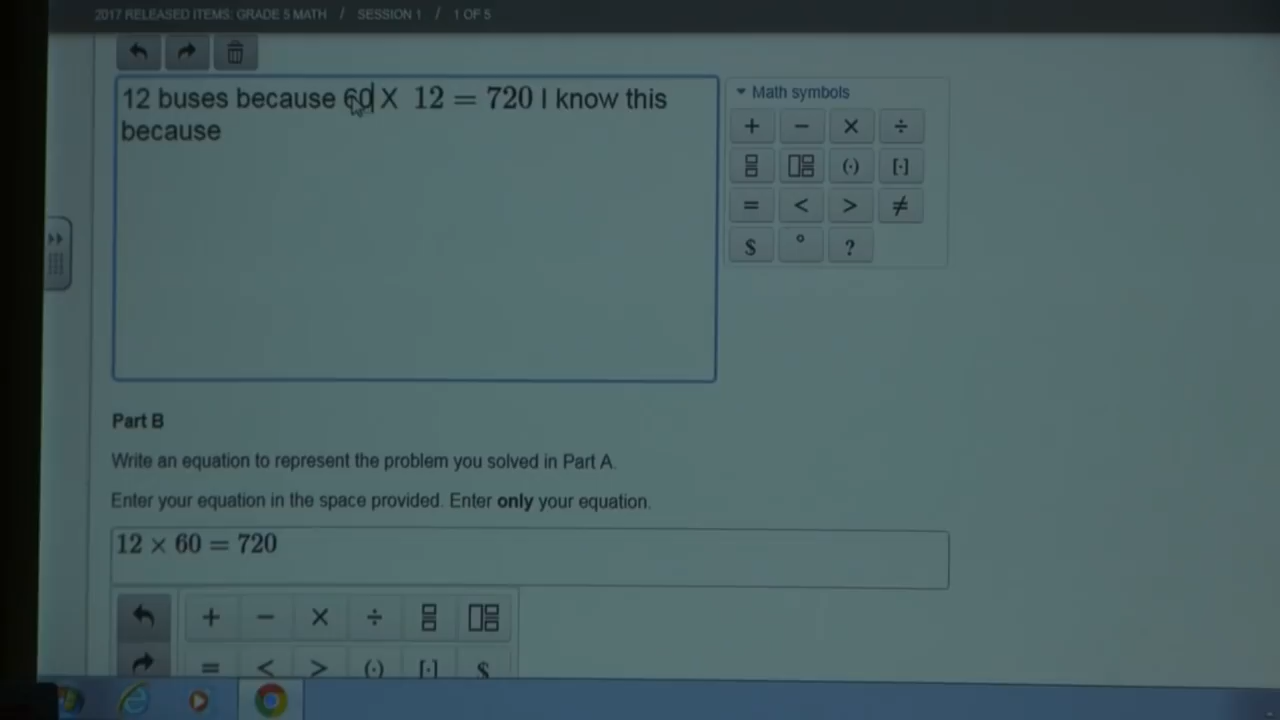 2017 RELEASED ITEMS: GRADE 5 MATH / SESSION 1 / 1 OF 5
12 buses because 60 X 12 = 720 I know this
because
Math symbols
+ − × ÷
(·) [·]
= < > ≠
$ ° ?
Part B
Write an equation to represent the problem you solved in Part A.
Enter your equation in the space provided. Enter only your equation.
12 × 60 = 720
+ − × ÷
= < > (·) [·] $